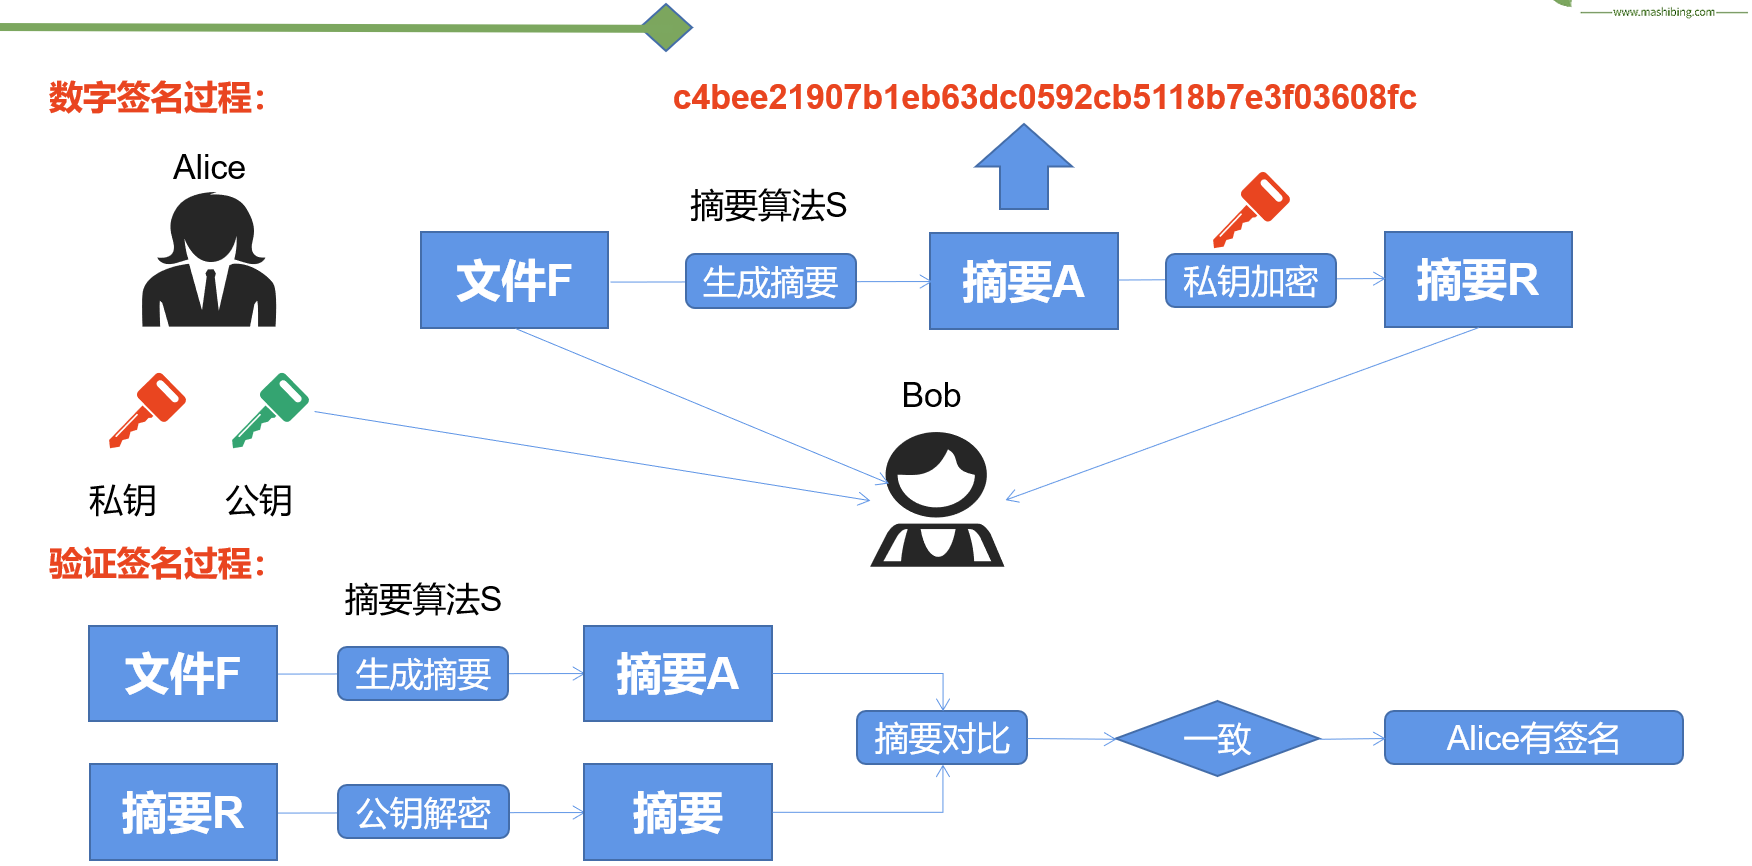 www.mashibing.com
数字签名过程：
c4bee21907b1eb63dc0592cb5118b7e3f03608fc
Alice
摘要算法S
文件F
生成摘要
摘要A
私钥加密
摘要R
Bob
私钥
公钥
验证签名过程：
摘要算法S
文件F
生成摘要
摘要A
摘要对比
一致
Alice有签名
摘要R
公钥解密
摘要